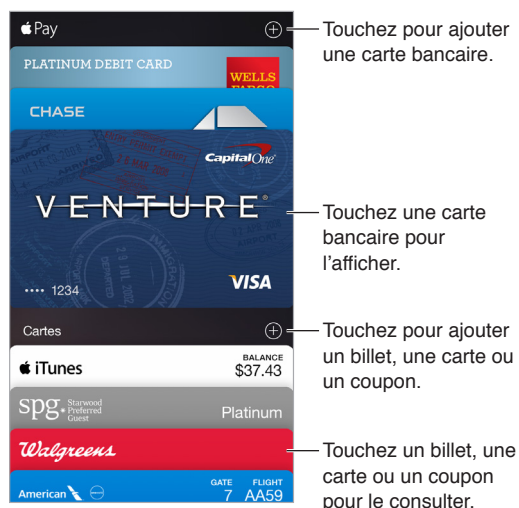 Pay
Touchez pour ajouter
une carte bancaire.
PLATINUM DEBIT CARD
WELLS
FARGO
CHASE
CapitalOne®
VENTURE®
Touchez une carte
bancaire pour
l’afficher.
•••• 1234
VISA
Cartes
Touchez pour ajouter
un billet, une carte ou
un coupon.
iTunes
BALANCE
$37.43
spg®
Starwood
Preferred
Guest
Platinum
Walgreens
Touchez un billet, une
carte ou un coupon
pour le consulter.
American
GATE
7
FLIGHT
AA59